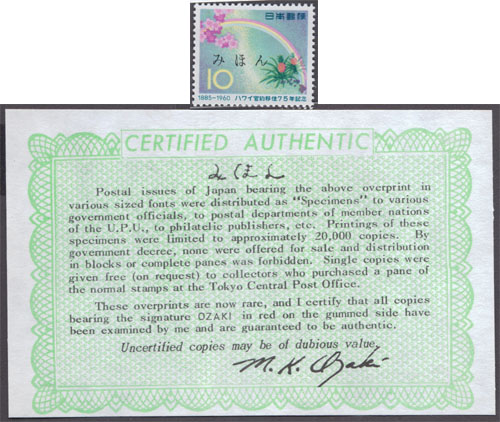 日本郵便
みほん
10
1885-1960 ハワイ官約移住75年記念
CERTIFIED AUTHENTIC
みほん
Postal issues of Japan bearing the above overprint in
various sized fonts were distributed as "Specimens" to various
government officials, to postal departments of member nations
of the U.P.U., to philatelic publishers, etc. Printings of these
specimens were limited to approximately 20,000 copies. By
government decree, none were offered for sale and distribution
in blocks or complete panes was forbidden. Single copies were
given free (on request) to collectors who purchased a pane of
the normal stamps at the Tokyo Central Post Office.
These overprints are now rare, and I certify that all copies
bearing the signature OZAKI in red on the gummed side have
been examined by me and are guaranteed to be authentic.
Uncertified copies may be of dubious value.
M. K. Ozaki